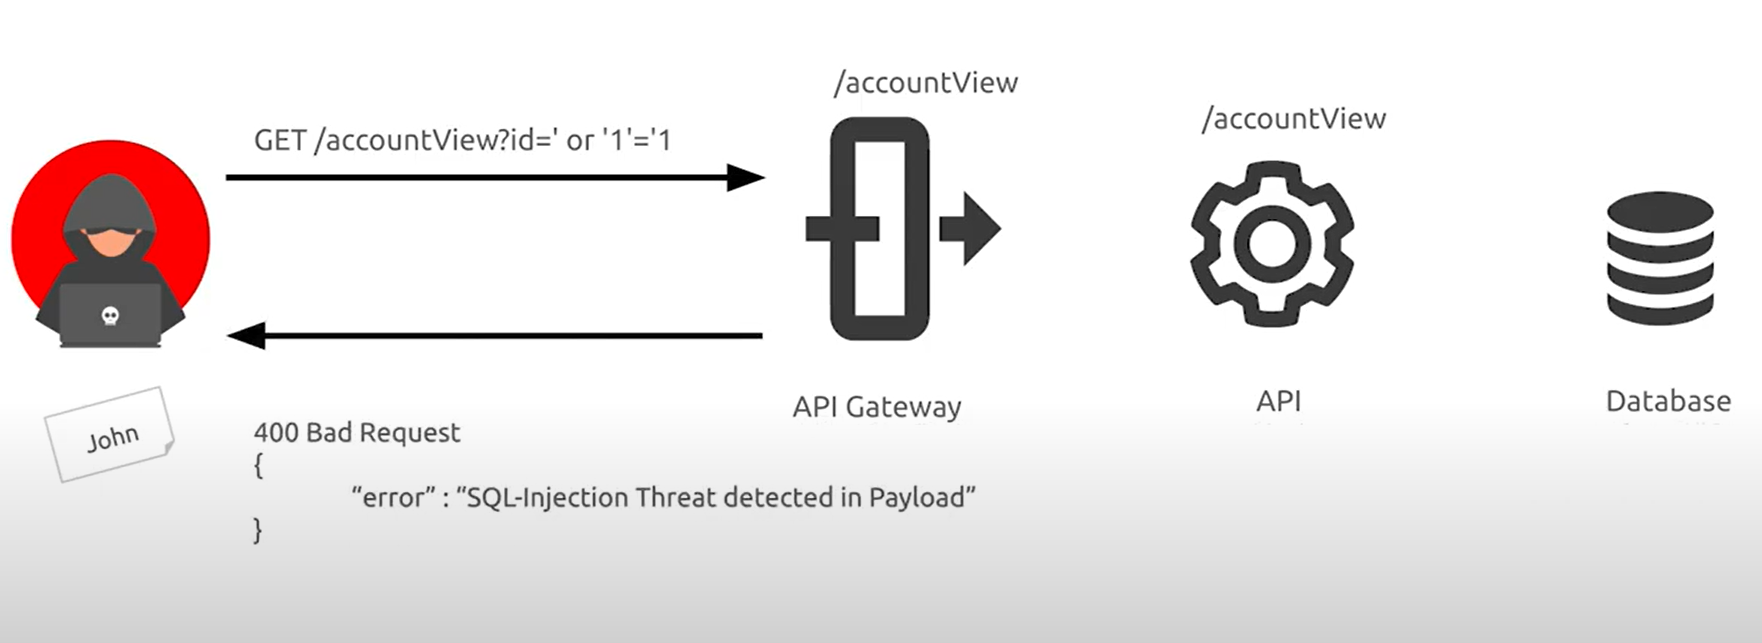 /accountView
/accountView
GET /accountView?id=' or '1'='1
API Gateway
API
Database
John
400 Bad Request
{
“error” : “SQL-Injection Threat detected in Payload”
}